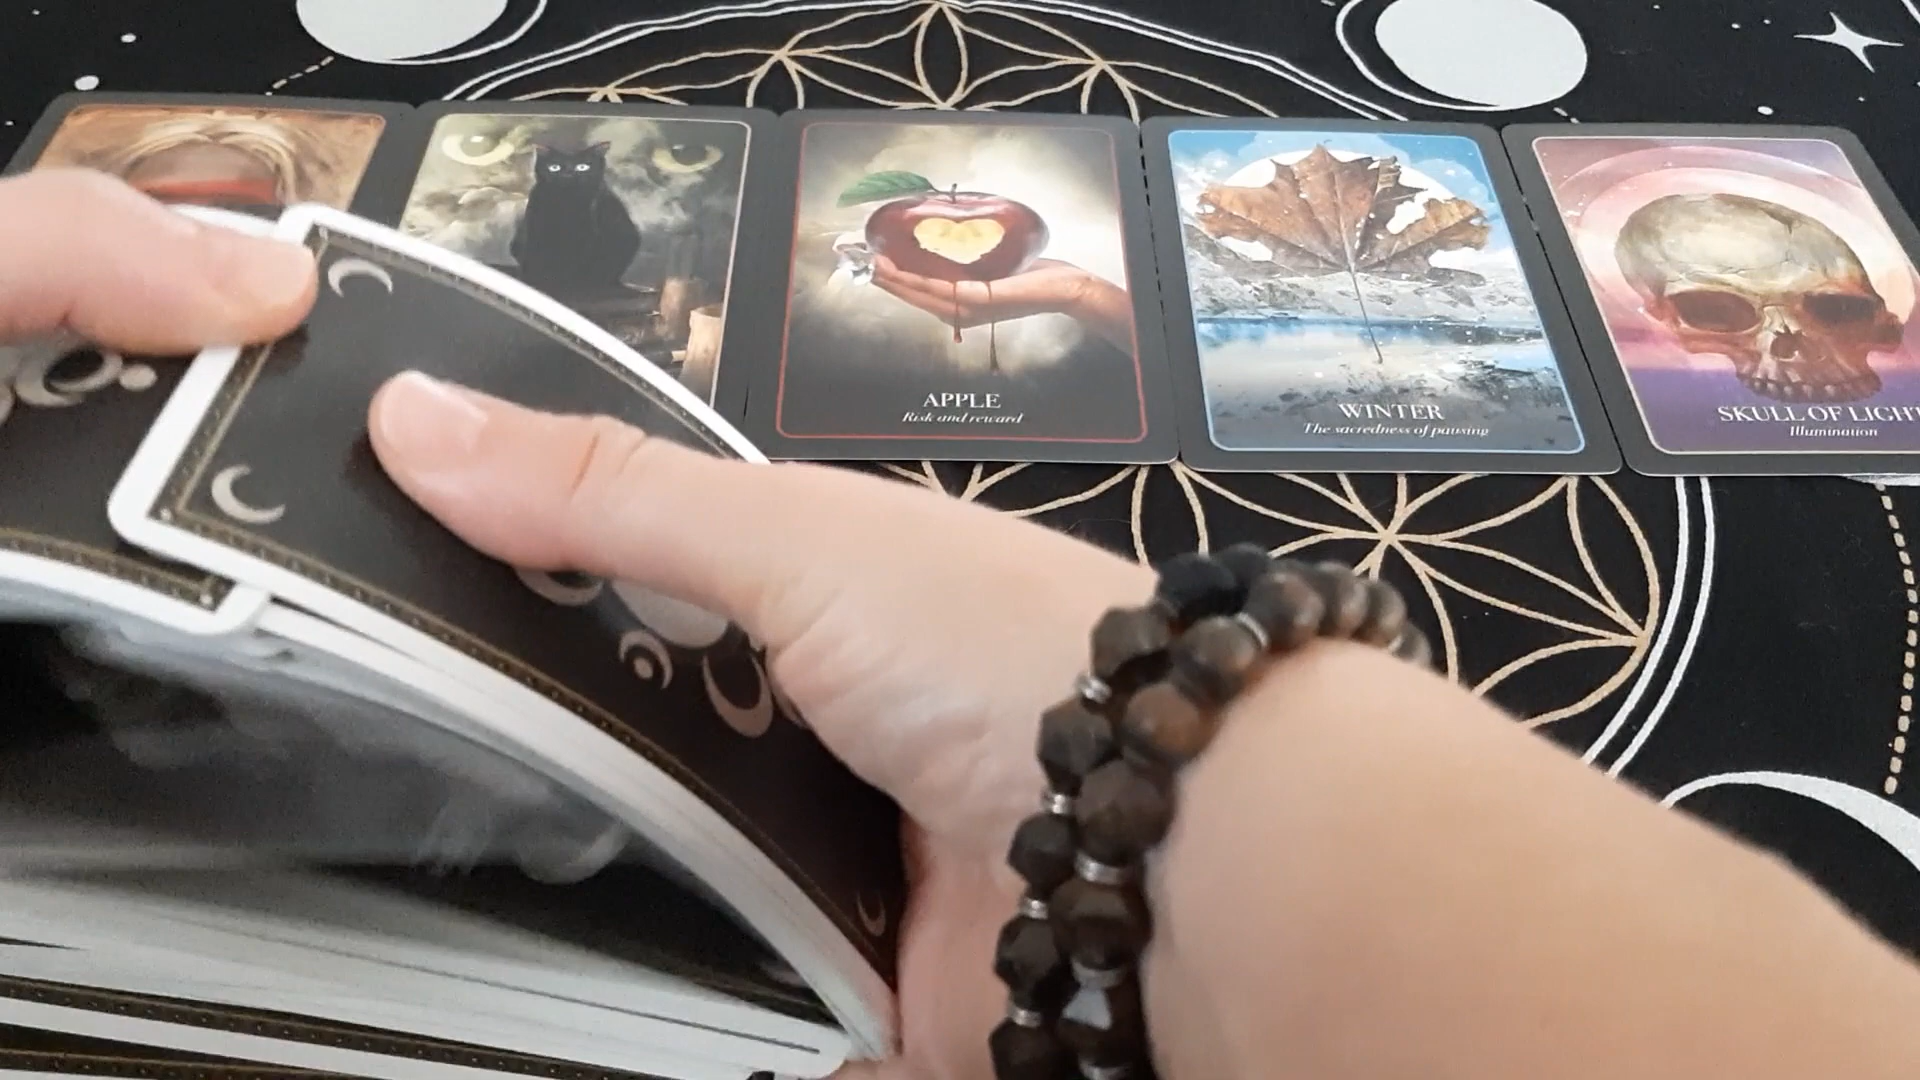 APPLE
Risk and reward
WINTER
The sacredness of pausing
SKULL OF LIGHT
Illumination